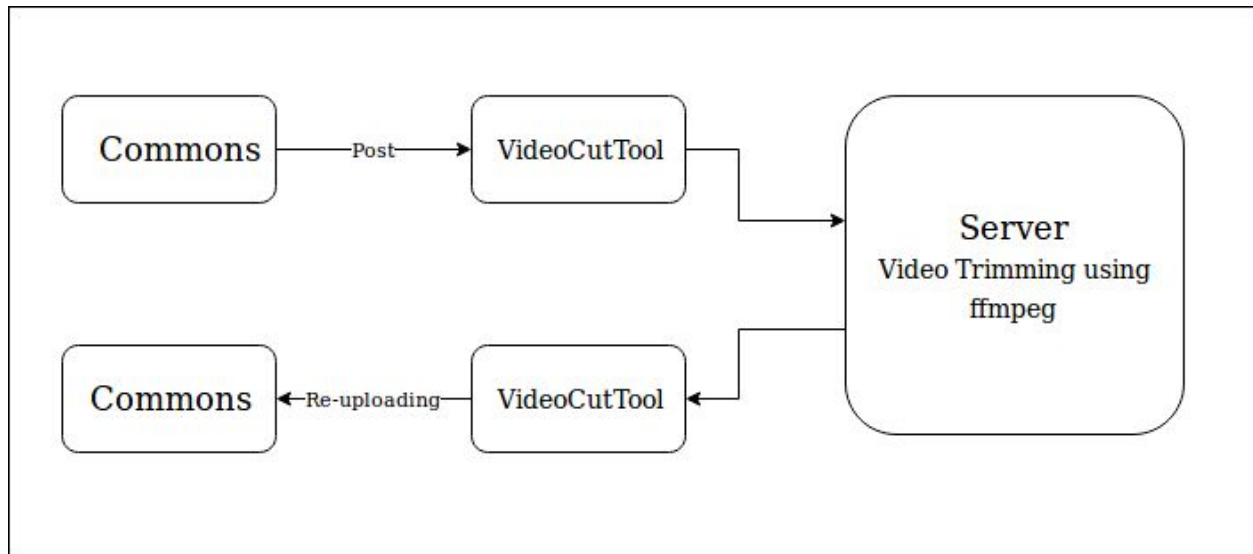 Commons
Post
VideoCutTool
Server
Video Trimming using
ffmpeg
Commons
Re-uploading
VideoCutTool